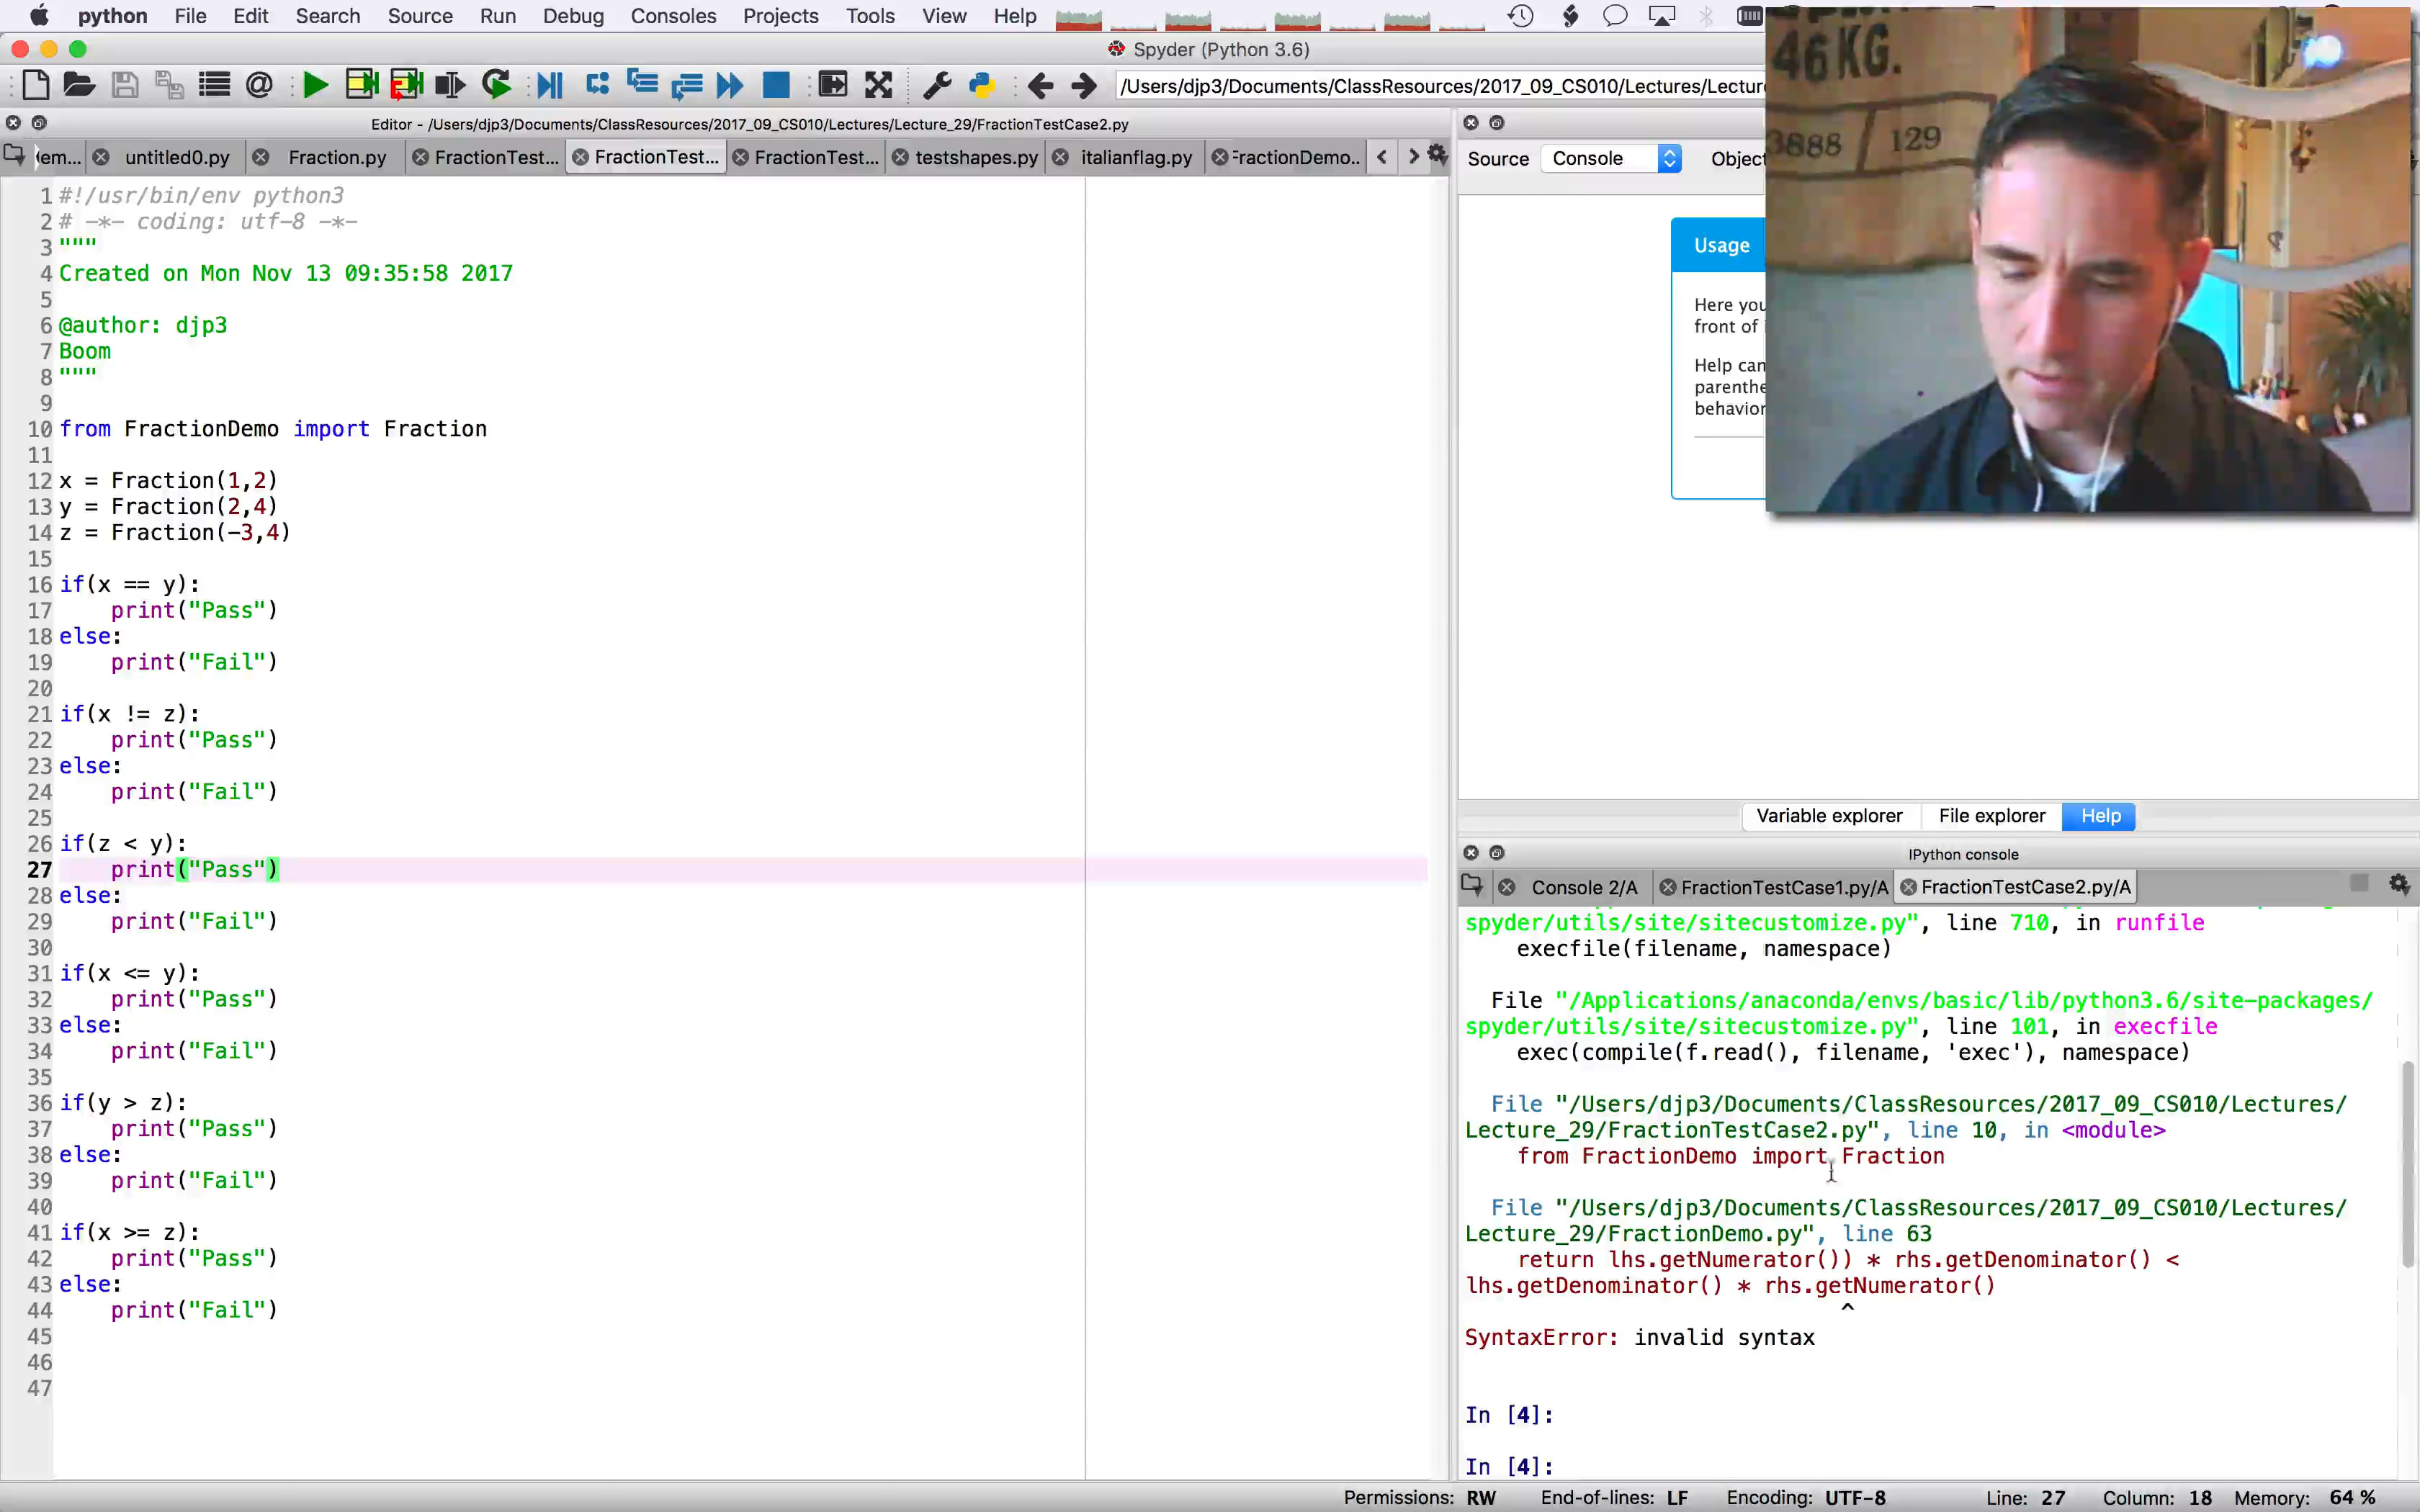 python File Edit Search Source Run Debug Consoles Projects Tools View Help
Spyder (Python 3.6)
/Users/djp3/Documents/ClassResources/2017_09_CS010/Lectures/Lectur
Editor - /Users/djp3/Documents/ClassResources/2017_09_CS010/Lectures/Lecture_29/FractionTestCase2.py
em... untitled0.py Fraction.py FractionTest... FractionTest... FractionTest... testshapes.py italianflag.py FractionDemo..
1 #!/usr/bin/env python3
2 # -*- coding: utf-8 -*-
3 """
4 Created on Mon Nov 13 09:35:58 2017
5
6 @author: djp3
7 Boom
8 """
9
10 from FractionDemo import Fraction
11
12 x = Fraction(1,2)
13 y = Fraction(2,4)
14 z = Fraction(-3,4)
15
16 if(x == y):
17     print("Pass")
18 else:
19     print("Fail")
20
21 if(x != z):
22     print("Pass")
23 else:
24     print("Fail")
25
26 if(z < y):
27     print("Pass")
28 else:
29     print("Fail")
30
31 if(x <= y):
32     print("Pass")
33 else:
34     print("Fail")
35
36 if(y > z):
37     print("Pass")
38 else:
39     print("Fail")
40
41 if(x >= z):
42     print("Pass")
43 else:
44     print("Fail")
45
46
47
Source Console Object
Usage
Here you
front of
Help can
parenthe
behavior
46 KG.
3888 / 129
Variable explorer File explorer Help
IPython console
Console 2/A FractionTestCase1.py/A FractionTestCase2.py/A
spyder/utils/site/sitecustomize.py", line 710, in runfile
execfile(filename, namespace)
File "/Applications/anaconda/envs/basic/lib/python3.6/site-packages/
spyder/utils/site/sitecustomize.py", line 101, in execfile
exec(compile(f.read(), filename, 'exec'), namespace)
File "/Users/djp3/Documents/ClassResources/2017_09_CS010/Lectures/
Lecture_29/FractionTestCase2.py", line 10, in <module>
from FractionDemo import Fraction
File "/Users/djp3/Documents/ClassResources/2017_09_CS010/Lectures/
Lecture_29/FractionDemo.py", line 63
return lhs.getNumerator()) * rhs.getDenominator() <
lhs.getDenominator() * rhs.getNumerator()
^
SyntaxError: invalid syntax
In [4]:
In [4]:
Permissions: RW End-of-lines: LF Encoding: UTF-8 Line: 27 Column: 18 Memory: 64 %